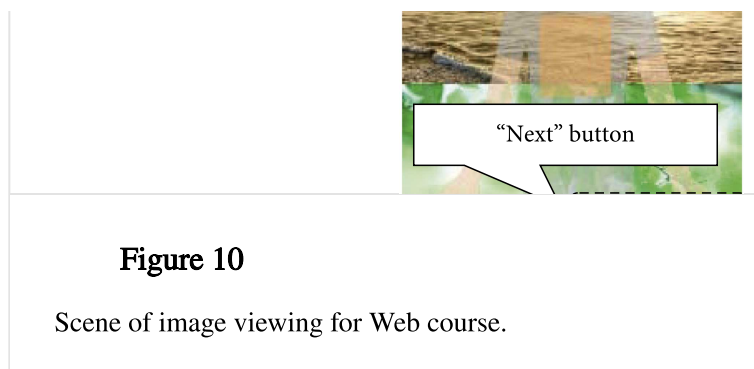 “Next” button
Figure 10
Scene of image viewing for Web course.